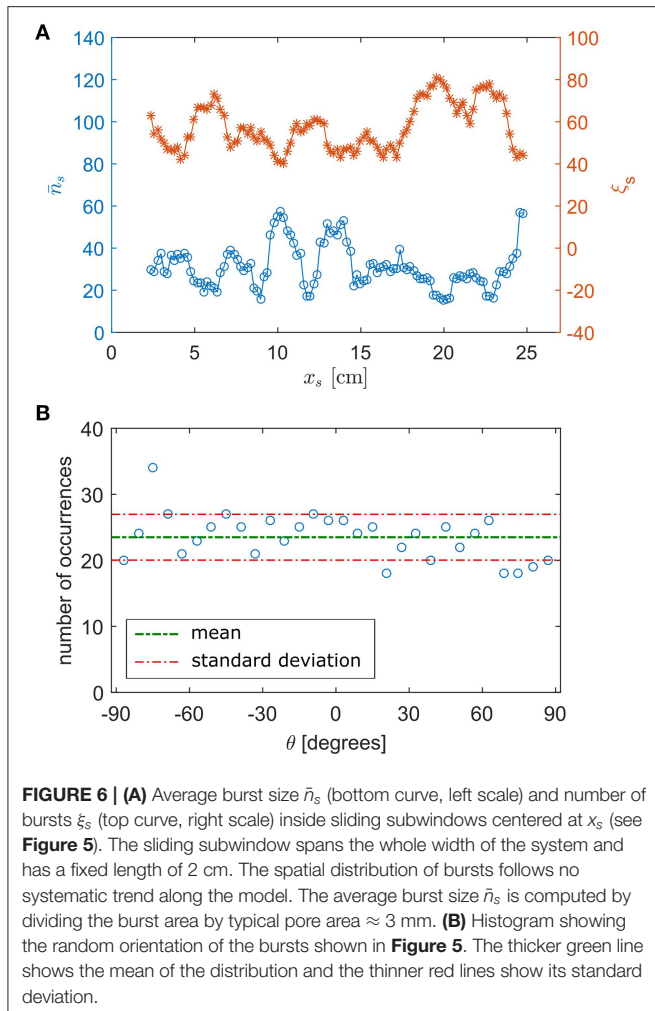 A
140
120
100
80
60
40
20
0
n̄s
100
80
60
40
20
0
-20
-40
ξs
0 5 10 15 20 25
xs [cm]
B
40
30
20
10
0
number of occurrences
mean
standard deviation
-90 -60 -30 0 30 60 90
θ [degrees]
FIGURE 6 | (A) Average burst size n̄s (bottom curve, left scale) and number of
bursts ξs (top curve, right scale) inside sliding subwindows centered at xs (see
Figure 5). The sliding subwindow spans the whole width of the system and
has a fixed length of 2 cm. The spatial distribution of bursts follows no
systematic trend along the model. The average burst size n̄s is computed by
dividing the burst area by typical pore area ≈ 3 mm. (B) Histogram showing
the random orientation of the bursts shown in Figure 5. The thicker green line
shows the mean of the distribution and the thinner red lines show its standard
deviation.